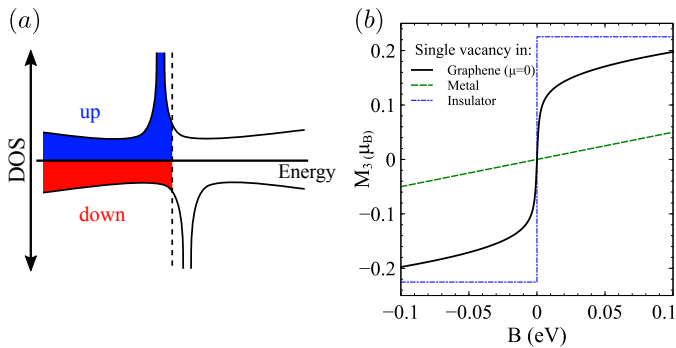 (a)
DOS
up
Energy
down
(b)
M₃ (μB)
0.2
0.1
0
−0.1
−0.2
Single vacancy in:
Graphene (μ=0)
Metal
Insulator
−0.1
−0.05
0
0.05
0.1
B (eV)